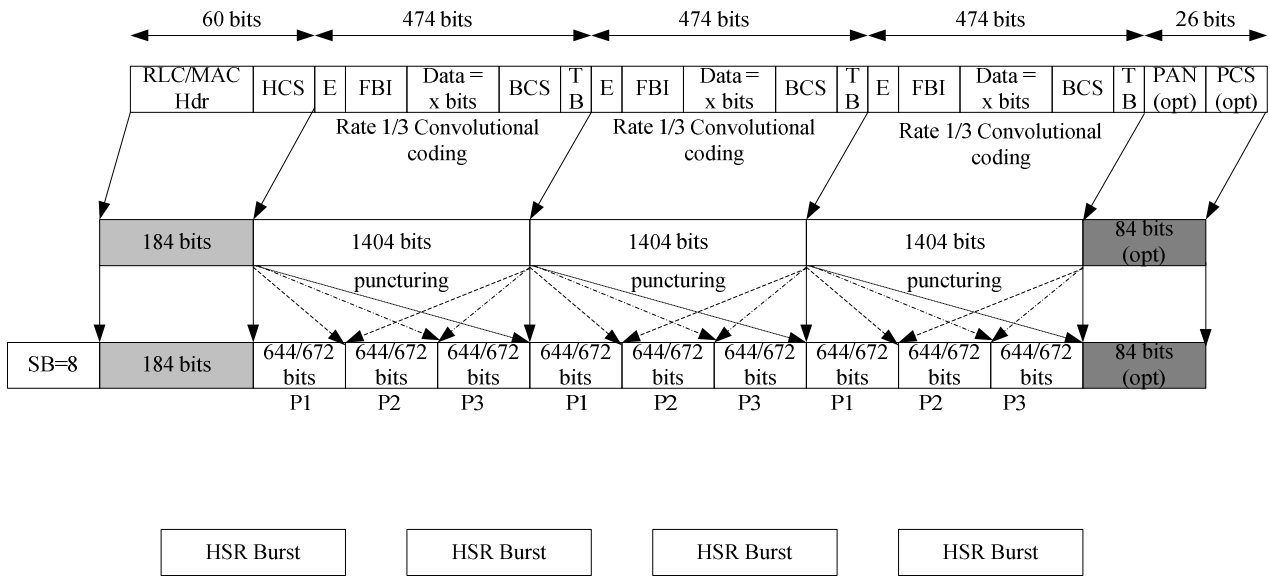 60 bits 474 bits 474 bits 474 bits 26 bits
RLC/MAC Hdr HCS E FBI Data = x bits BCS T B E FBI Data = x bits BCS T B E FBI Data = x bits BCS T B PAN (opt) PCS (opt)
Rate 1/3 Convolutional coding Rate 1/3 Convolutional coding Rate 1/3 Convolutional coding
184 bits 1404 bits 1404 bits 1404 bits 84 bits (opt)
puncturing puncturing puncturing
SB=8 184 bits 644/672 bits 644/672 bits 644/672 bits 644/672 bits 644/672 bits 644/672 bits 644/672 bits 644/672 bits 644/672 bits 84 bits (opt)
P1 P2 P3 P1 P2 P3 P1 P2 P3
HSR Burst HSR Burst HSR Burst HSR Burst